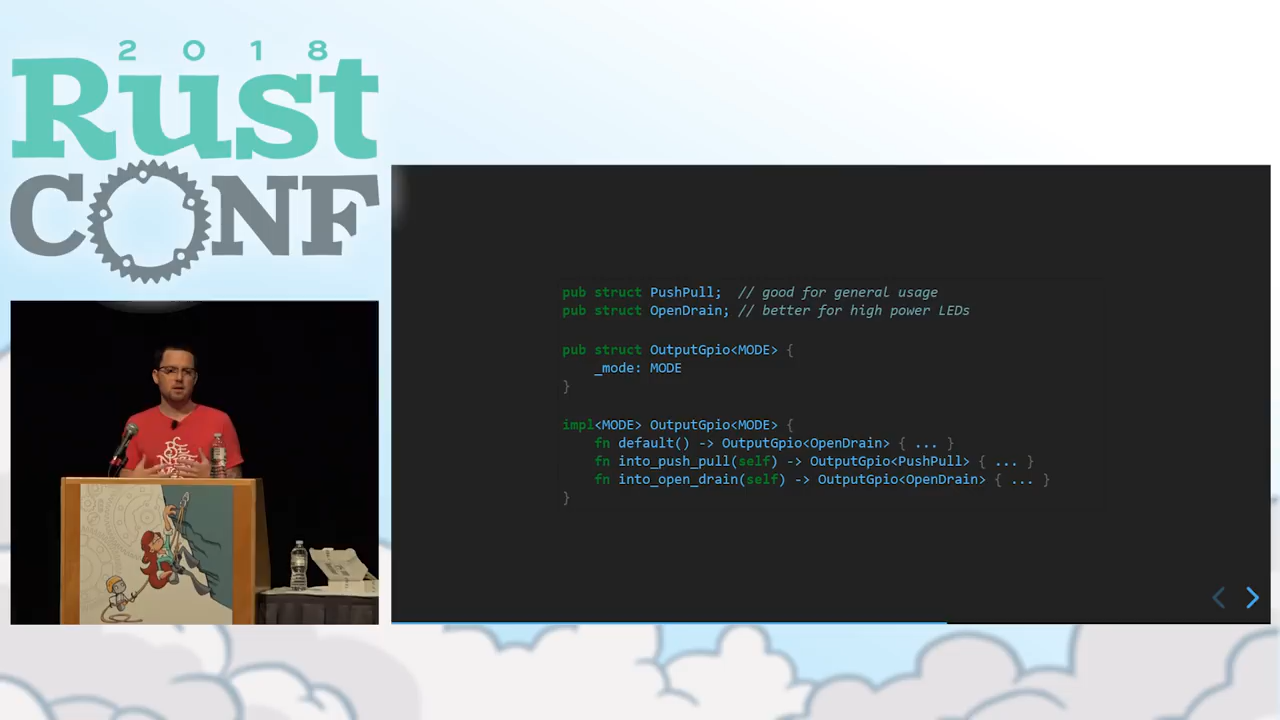 2018
Rust
CONF
pub struct PushPull;  // good for general usage
pub struct OpenDrain; // better for high power LEDs
pub struct OutputGpio<MODE> {
    _mode: MODE
}
impl<MODE> OutputGpio<MODE> {
    fn default() -> OutputGpio<OpenDrain> { ... }
    fn into_push_pull(self) -> OutputGpio<PushPull> { ... }
    fn into_open_drain(self) -> OutputGpio<OpenDrain> { ... }
}